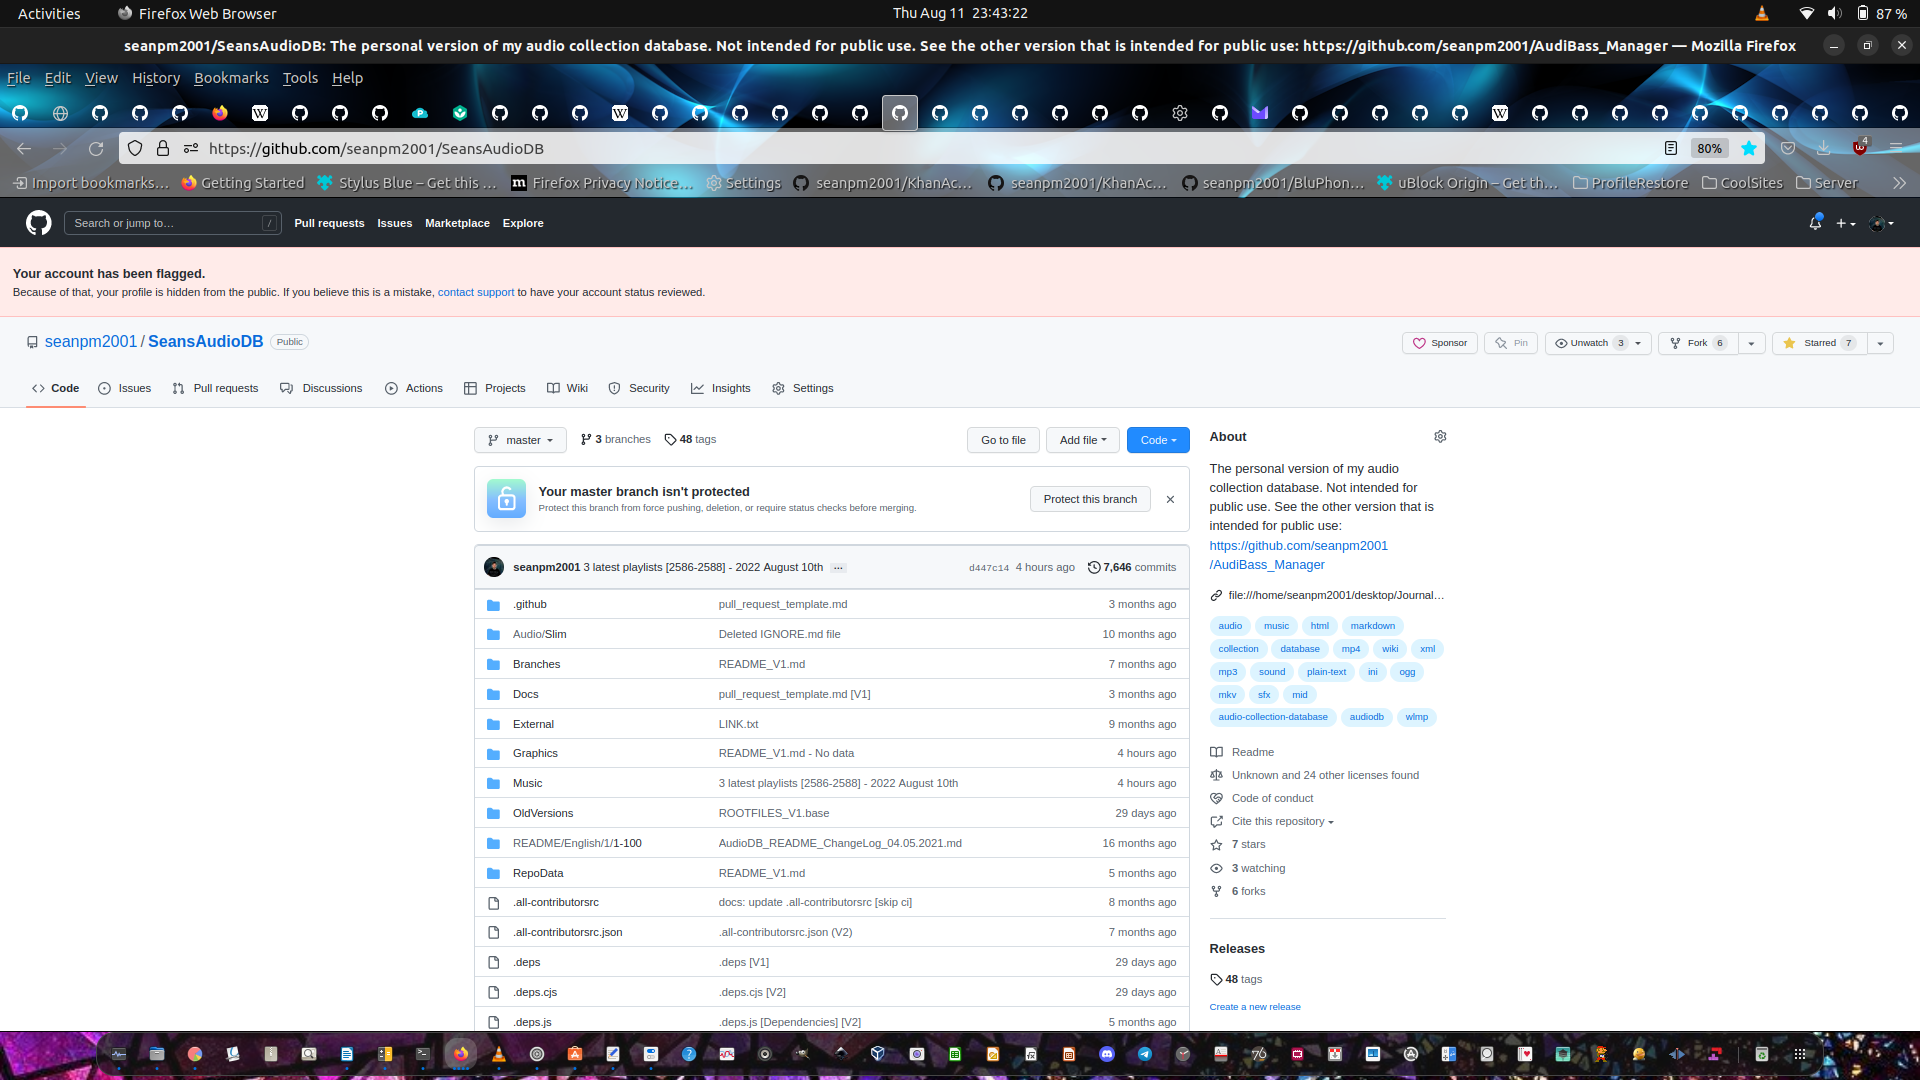 Activities Firefox Web Browser Thu Aug 11 23:43:22 87 %
seanpm2001/SeansAudioDB: The personal version of my audio collection database. Not intended for public use. See the other version that is intended for public use: https://github.com/seanpm2001/AudiBass_Manager — Mozilla Firefox
File Edit View History Bookmarks Tools Help
https://github.com/seanpm2001/SeansAudioDB 80% 4
Import bookmarks… Getting Started Stylus Blue – Get this … Firefox Privacy Notice… Settings seanpm2001/KhanAc… seanpm2001/KhanAc… seanpm2001/BluPhon… uBlock Origin – Get th… ProfileRestore CoolSites Server
Search or jump to… / Pull requests Issues Marketplace Explore
Your account has been flagged.
Because of that, your profile is hidden from the public. If you believe this is a mistake, contact support to have your account status reviewed.
seanpm2001 / SeansAudioDB Public Sponsor Pin Unwatch 3 Fork 6 Starred 7
Code Issues Pull requests Discussions Actions Projects Wiki Security Insights Settings
master 3 branches 48 tags Go to file Add file Code
Your master branch isn't protected
Protect this branch from force pushing, deletion, or require status checks before merging.
Protect this branch
seanpm2001 3 latest playlists [2586-2588] - 2022 August 10th … d447c14 4 hours ago 7,646 commits
.github pull_request_template.md 3 months ago
Audio/Slim Deleted IGNORE.md file 10 months ago
Branches README_V1.md 7 months ago
Docs pull_request_template.md [V1] 3 months ago
External LINK.txt 9 months ago
Graphics README_V1.md - No data 4 hours ago
Music 3 latest playlists [2586-2588] - 2022 August 10th 4 hours ago
OldVersions ROOTFILES_V1.base 29 days ago
README/English/1/1-100 AudioDB_README_ChangeLog_04.05.2021.md 16 months ago
RepoData README_V1.md 5 months ago
.all-contributorsrc docs: update .all-contributorsrc [skip ci] 8 months ago
.all-contributorsrc.json .all-contributorsrc.json (V2) 7 months ago
.deps .deps [V1] 29 days ago
.deps.cjs .deps.cjs [V2] 29 days ago
.deps.js .deps.js [Dependencies] [V2] 5 months ago
About
The personal version of my audio
collection database. Not intended for
public use. See the other version that is
intended for public use:
https://github.com/seanpm2001
/AudiBass_Manager
file:///home/seanpm2001/desktop/Journal…
audio music html markdown
collection database mp4 wiki xml
mp3 sound plain-text ini ogg
mkv sfx mid
audio-collection-database audiodb wlmp
Readme
Unknown and 24 other licenses found
Code of conduct
Cite this repository
7 stars
3 watching
6 forks
Releases
48 tags
Create a new release